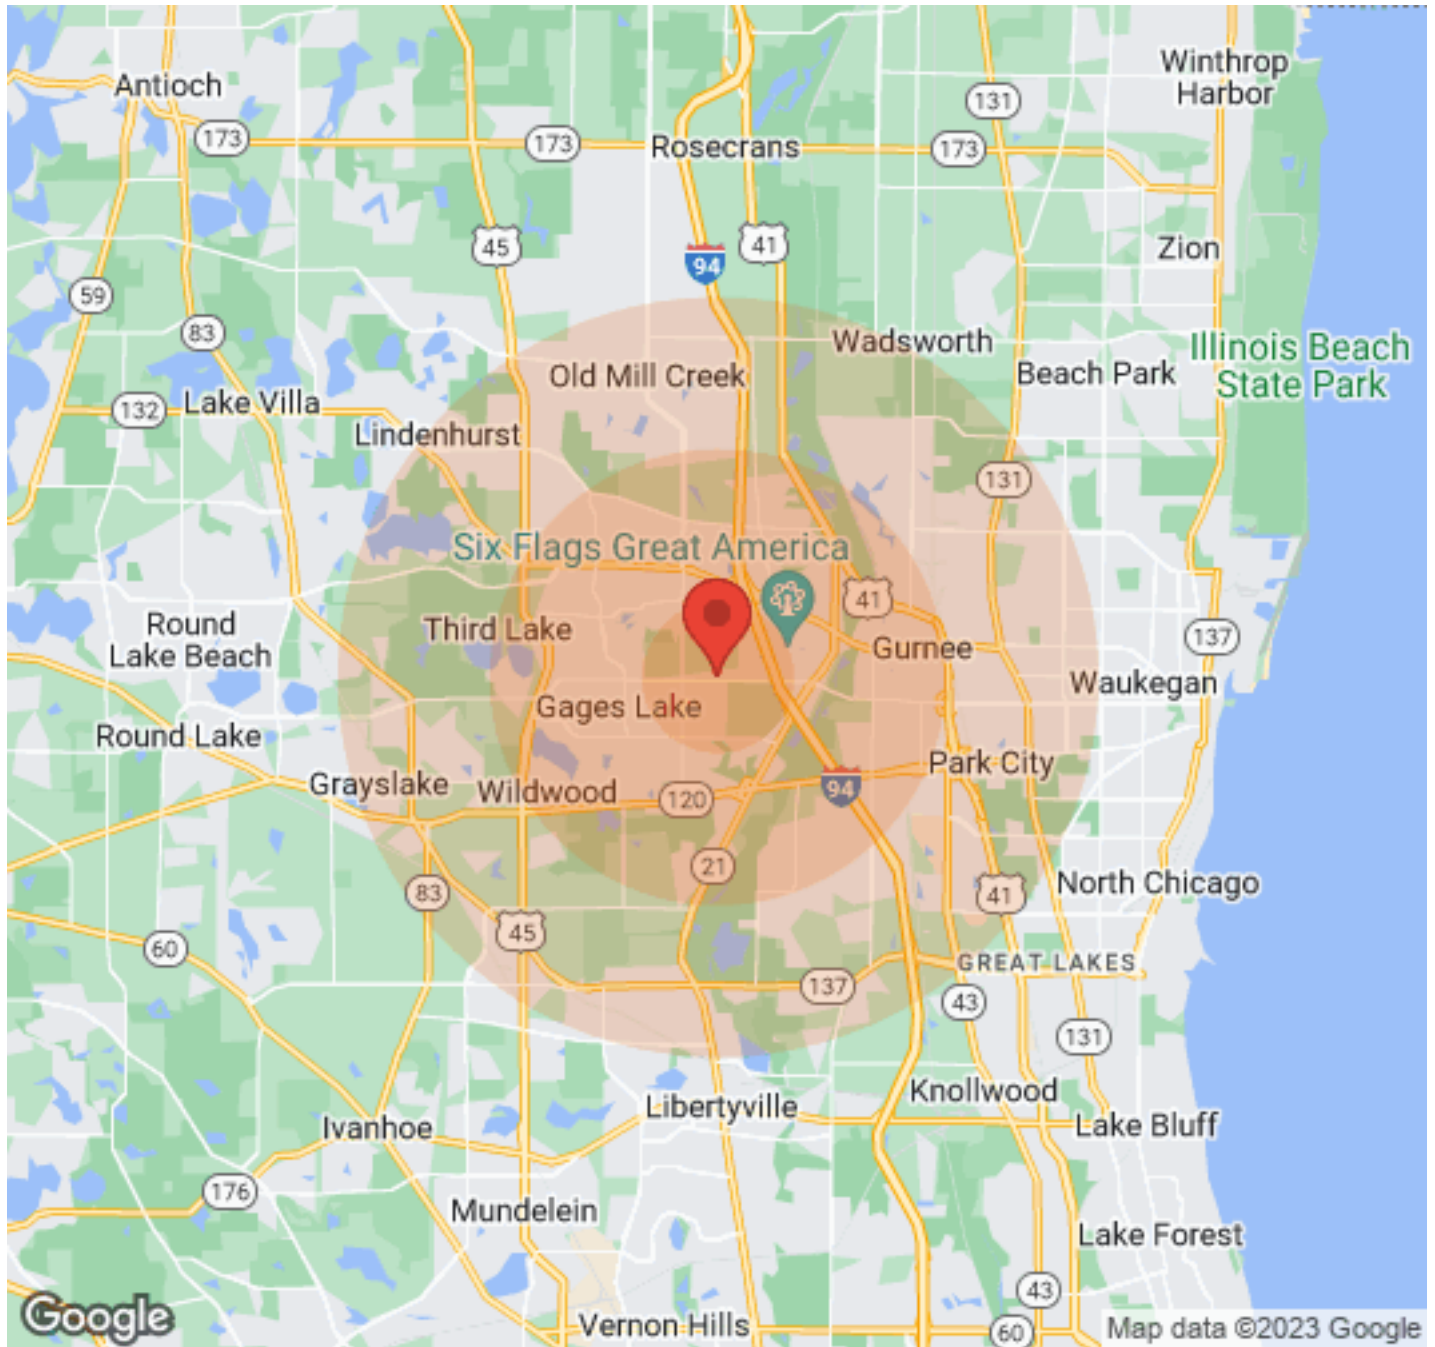 Winthrop
Harbor
Antioch
131
173
173
Rosecrans
173
45
41
Zion
94
59
83
Wadsworth
Illinois Beach
State Park
Old Mill Creek
Beach Park
132
Lake Villa
Lindenhurst
131
Six Flags Great America
41
Round
Lake Beach
Third Lake
Gurnee
137
Waukegan
Gages Lake
Round Lake
Park City
Grayslake
Wildwood
120
94
21
83
41
North Chicago
45
60
GREAT LAKES
137
43
131
Knollwood
Libertyville
Ivanhoe
Lake Bluff
176
Mundelein
Lake Forest
43
Google
Vernon Hills
60
Map data ©2023 Google